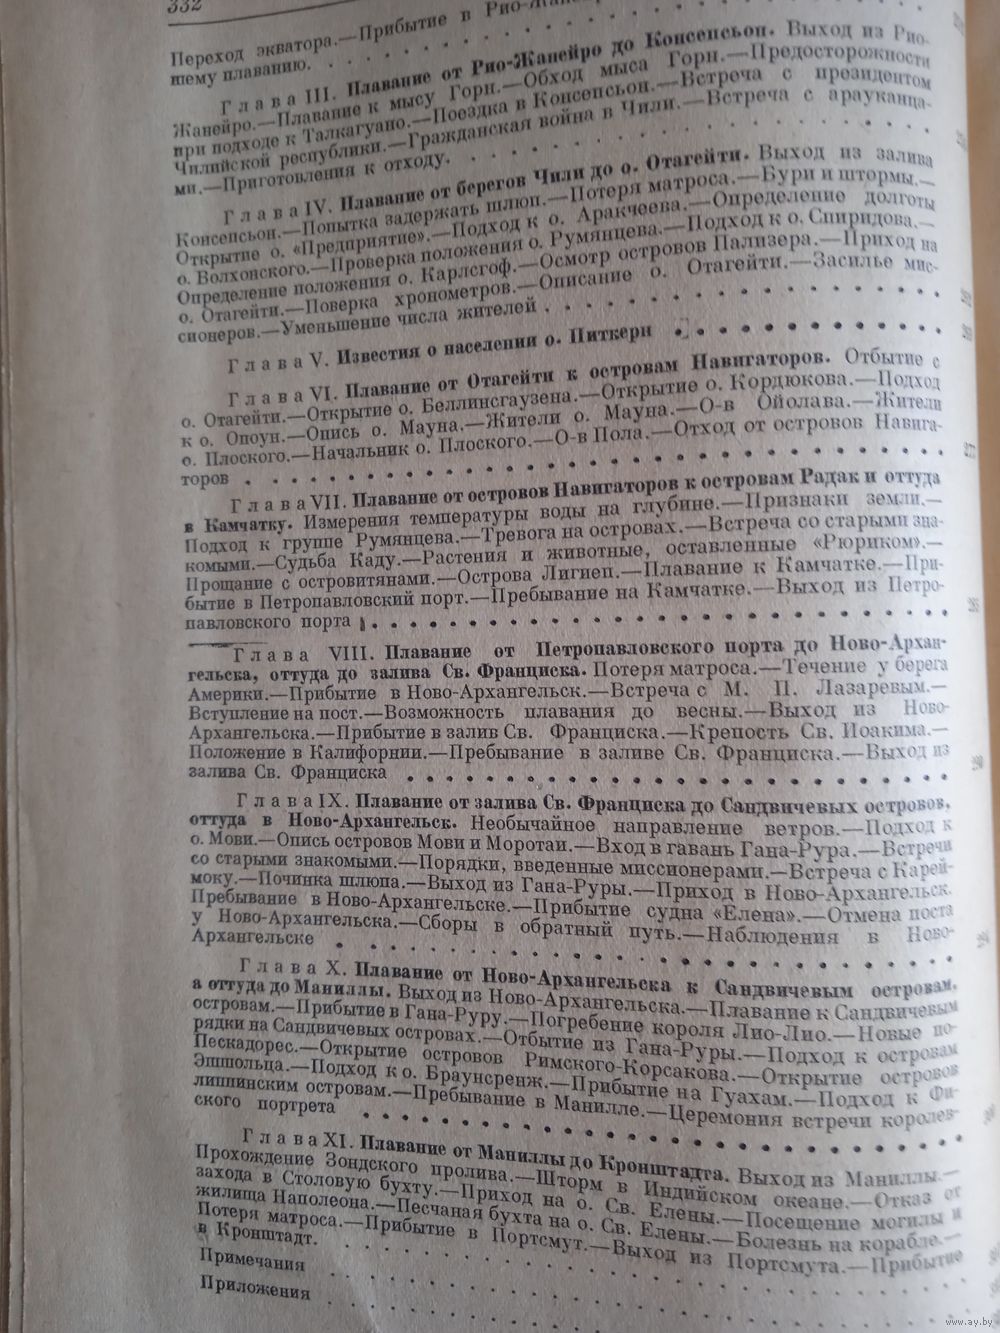 332
Переход экватора.—Прибытие в Рио-Жан
шему плаванию.
Глава III. Плавание от Рио-Жанейро до Консепсьон. Выход из Рио-
Жанейро.—Плавание к мысу Горн.—Обход мыса Горн.—Предосторожности
при подходе к Талкагуано.—Поездка в Консепсьон.—Встреча с президентом
Чилийской республики.—Гражданская война в Чили.—Встреча с арауканца-
ми.—Приготовления к отходу.
Глава IV. Плавание от берегов Чили до о. Отагейти. Выход из залива
Консепсьон.—Попытка задержать шлюп.—Потеря матроса.—Бури и штормы.—
Открытие о. «Предприятие».—Подход к о. Аракчеева.—Определение долготы
о. Волконского.—Проверка положения о. Румянцева.—Подход к о. Спиридова.—
Определение положения о. Карлсгоф.—Осмотр островов Пализера.—Приход на
о. Отагейти.—Поверка хронометров.—Описание о. Отагейти.—Засилье мис-
сионеров.—Уменьшение числа жителей
Глава V. Известия о населении о. Питкерн
Глава VI. Плавание от Отагейти к островам Навигаторов. Отбытие с
о. Отагейти.—Открытие о. Беллинсгаузена.—Открытие о. Кордюкова.—Подход
к о. Опоун.—Опись о. Мауна.—Жители о. Мауна.—О-в Ойолава.—Жители
о. Плоского.—Начальник о. Плоского.—О-в Пола.—Отход от островов Навига-
торов
277
Глава VII. Плавание от островов Навигаторов к островам Радак и оттуда
в Камчатку. Измерения температуры воды на глубине.—Признаки земли.—
Подход к группе Румянцева.—Тревога на островах.—Встреча со старыми зна-
комыми.—Судьба Каду.—Растения и животные, оставленные «Рюриком».—
Прощание с островитянами.—Острова Лигиеп.—Плавание к Камчатке.—При-
бытие в Петропавловский порт.—Пребывание на Камчатке.—Выход из Петро-
павловского порта
Глава VIII. Плавание от Петропавловского порта до Ново-Архан-
гельска, оттуда до залива Св. Франциска. Потеря матроса.—Течение у берега
Америки.—Прибытие в Ново-Архангельск.—Встреча с М. П. Лазаревым.—
Вступление на пост.—Возможность плавания до весны.—Выход из Ново-
Архангельска.—Прибытие в залив Св. Франциска.—Крепость Св. Иоакима.—
Положение в Калифорнии.—Пребывание в заливе Св. Франциска.—Выход из
залива Св. Франциска
Глава IX. Плавание от залива Св. Франциска до Сандвичевых островов,
оттуда в Ново-Архангельск. Необычайное направление ветров.—Подход к
о. Мови.—Опись островов Мови и Моротаи.—Вход в гавань Гана-Рура.—Встречи
со старыми знакомыми.—Порядки, введенные миссионерами.—Встреча с Карей-
моку.—Починка шлюпа.—Выход из Гана-Руры.—Приход в Ново-Архангельск.
Пребывание в Ново-Архангельске.—Прибытие судна «Елена».—Отмена поста
у Ново-Архангельска.—Сборы в обратный путь.—Наблюдения в Ново-
Архангельске
Глава X. Плавание от Ново-Архангельска к Сандвичевым островам,
а оттуда до Маниллы. Выход из Ново-Архангельска.—Плавание к Сандвичевым
островам.—Прибытие в Гана-Руру.—Погребение короля Лио-Лио.—Новые по-
рядки на Сандвичевых островах.—Отбытие из Гана-Руры.—Подход к островам
Пескадорес.—Открытие островов Римского-Корсакова.—Открытие островов
Эшшольца.—Подход к о. Браунсренж.—Прибытие на Гуахам.—Подход к Фи-
липпинским островам.—Пребывание в Манилле.—Церемония встречи королев-
ского портрета
Глава XI. Плавание от Маниллы до Кронштадта. Выход из Маниллы.—
Прохождение Зондского пролива.—Шторм в Индийском океане.—Отказ от
захода в Столовую бухту.—Приход на о. Св. Елены.—Посещение могилы и
жилища Наполеона.—Песчаная бухта на о. Св. Елены.—Болезнь на корабле.—
Потеря матроса.—Прибытие в Портсмут.—Выход из Портсмута.—Прибытие
в Кронштадт.
Примечания
Приложения
www.ay.by